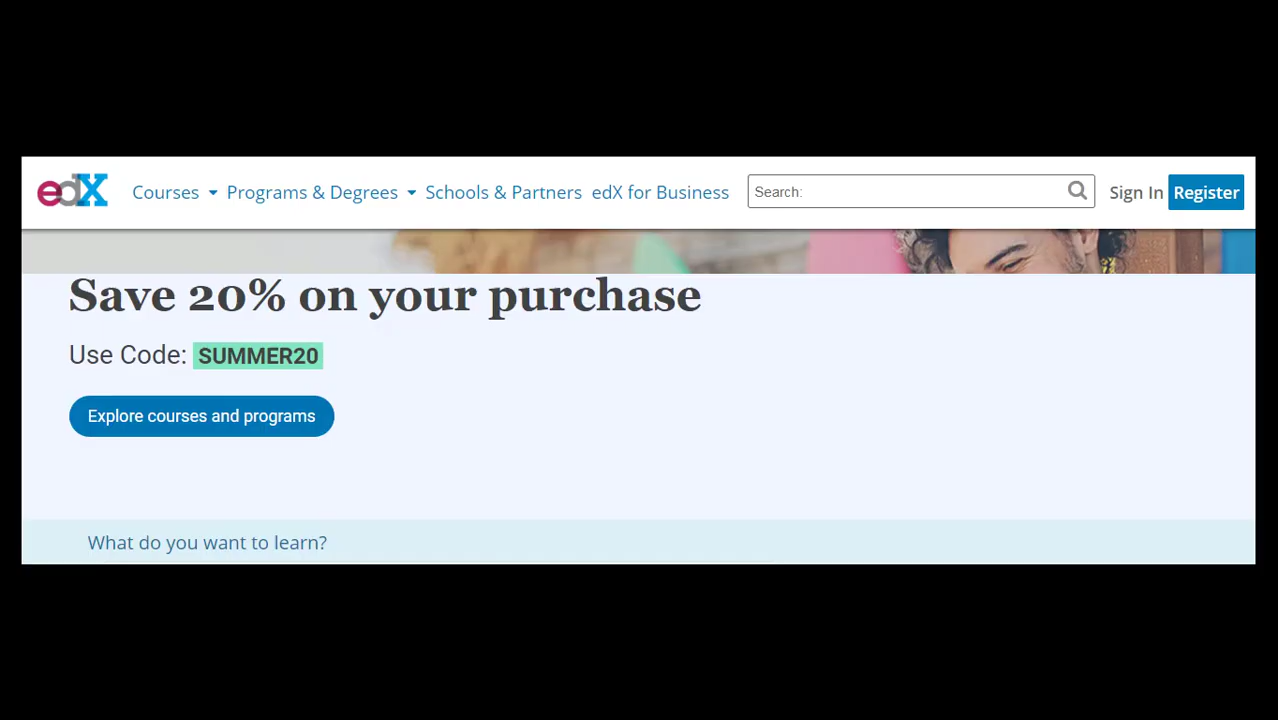 edX Courses Programs & Degrees Schools & Partners edX for Business Search: Sign In Register
Save 20% on your purchase
Use Code: SUMMER20
Explore courses and programs
What do you want to learn?